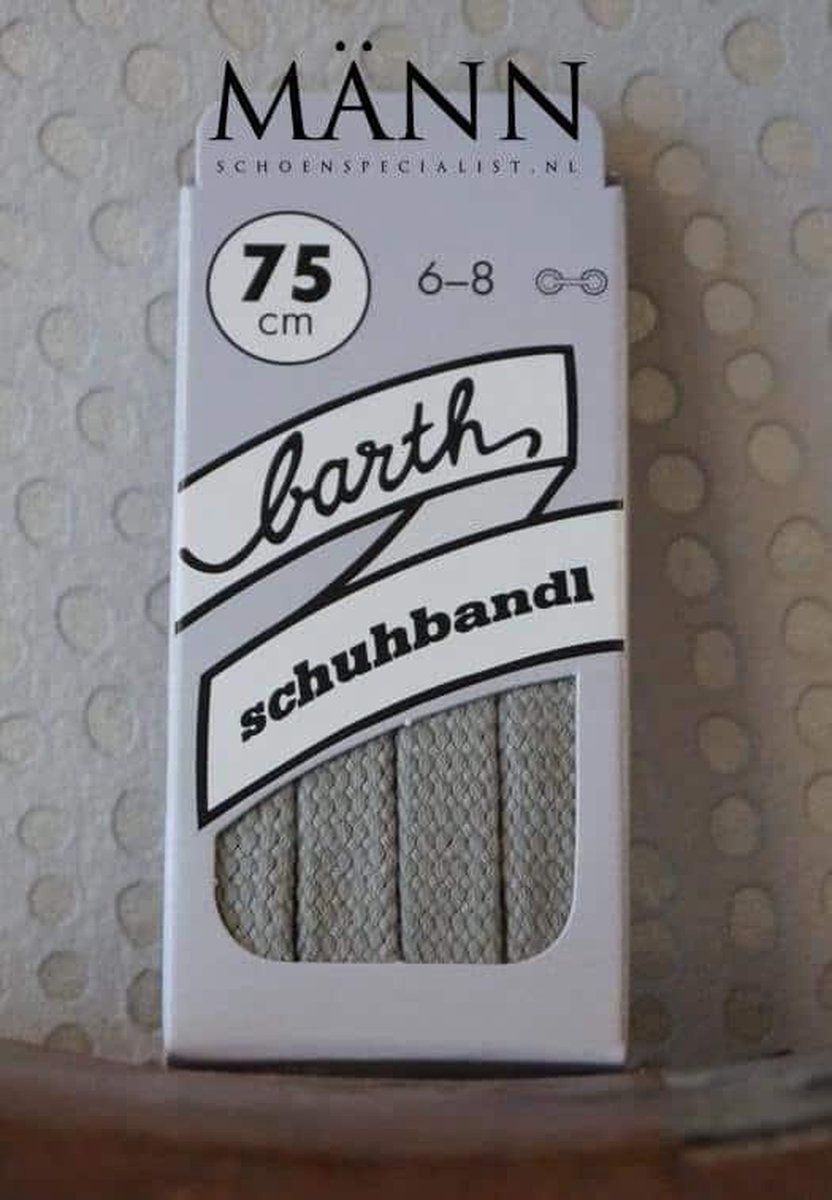 MÄNN
SCHOENSPECIALIST.NL
75
cm
6–8
barth
schuhbandl